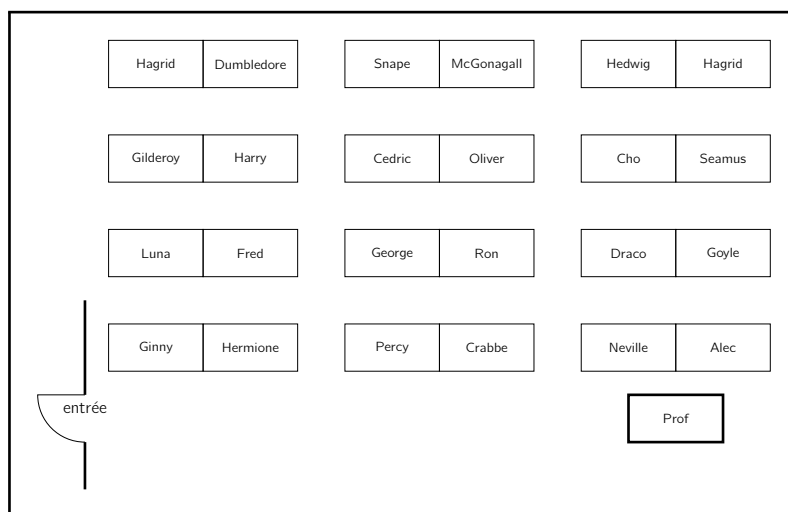 Hagrid Dumbledore Snape McGonagall Hedwig Hagrid
Gilderoy Harry Cedric Oliver Cho Seamus
Luna Fred George Ron Draco Goyle
Ginny Hermione Percy Crabbe Neville Alec
entrée
Prof